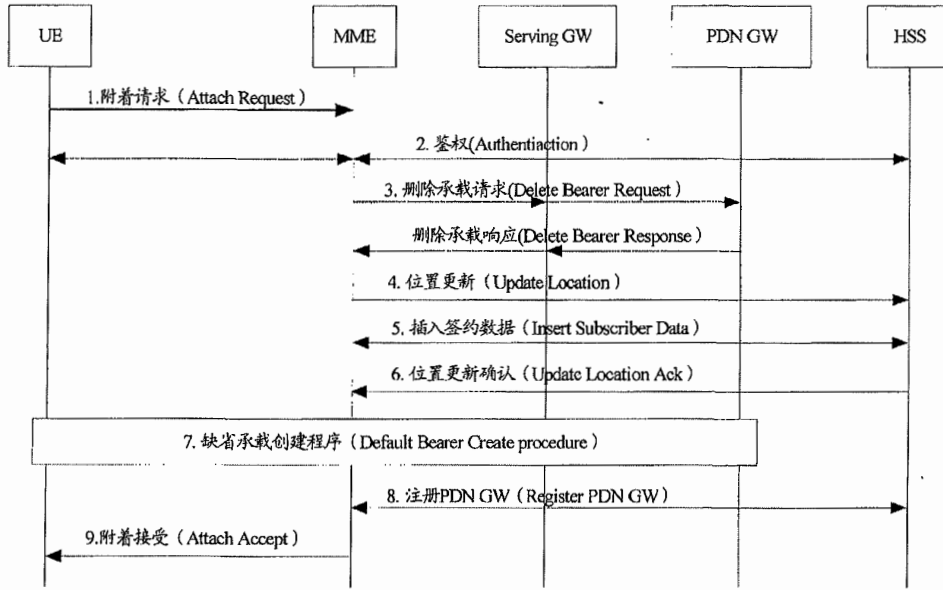 UE MME Serving GW PDN GW HSS
1.附着请求（Attach Request）
2. 鉴权(Authentiaction)
3. 删除承载请求(Delete Bearer Request)
删除承载响应(Delete Bearer Response)
4. 位置更新（Update Location）
5. 插入签约数据（Insert Subscriber Data）
6. 位置更新确认（Update Location Ack）
7. 缺省承载创建程序（Default Bearer Create procedure）
8. 注册PDN GW（Register PDN GW）
9.附着接受（Attach Accept）